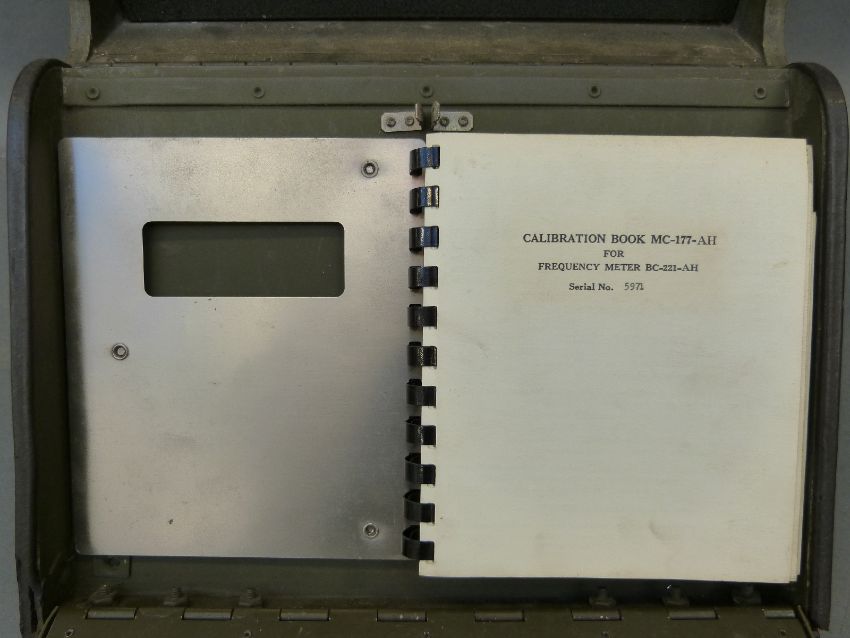 CALIBRATION BOOK MC-177-AH
FOR
FREQUENCY METER BC-221-AH
Serial No. 5971